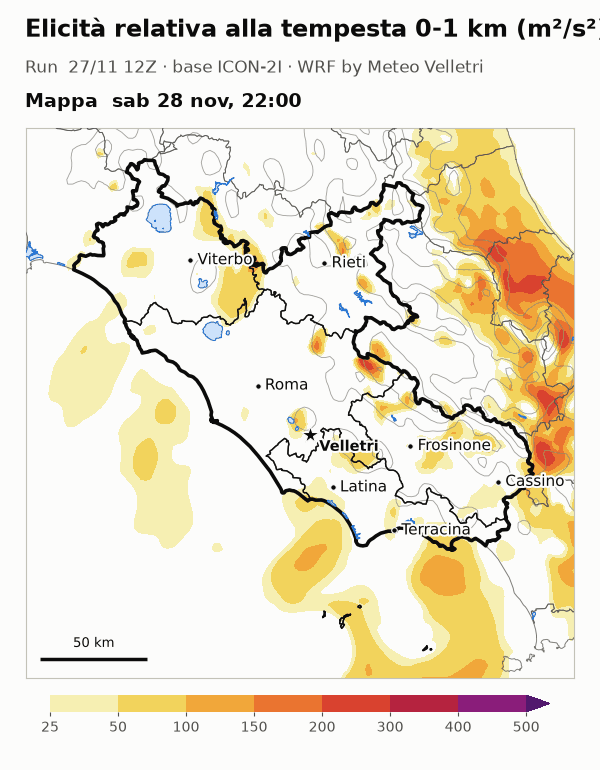 Elicità relativa alla tempesta 0-1 km (m²/s²)
Run 27/11 12Z · base ICON-2I · WRF by Meteo Velletri
Mappa sab 28 nov, 22:00
Viterbo
Rieti
Roma
Velletri
Frosinone
Latina
Cassino
Terracina
50 km
25 50 100 150 200 300 400 500